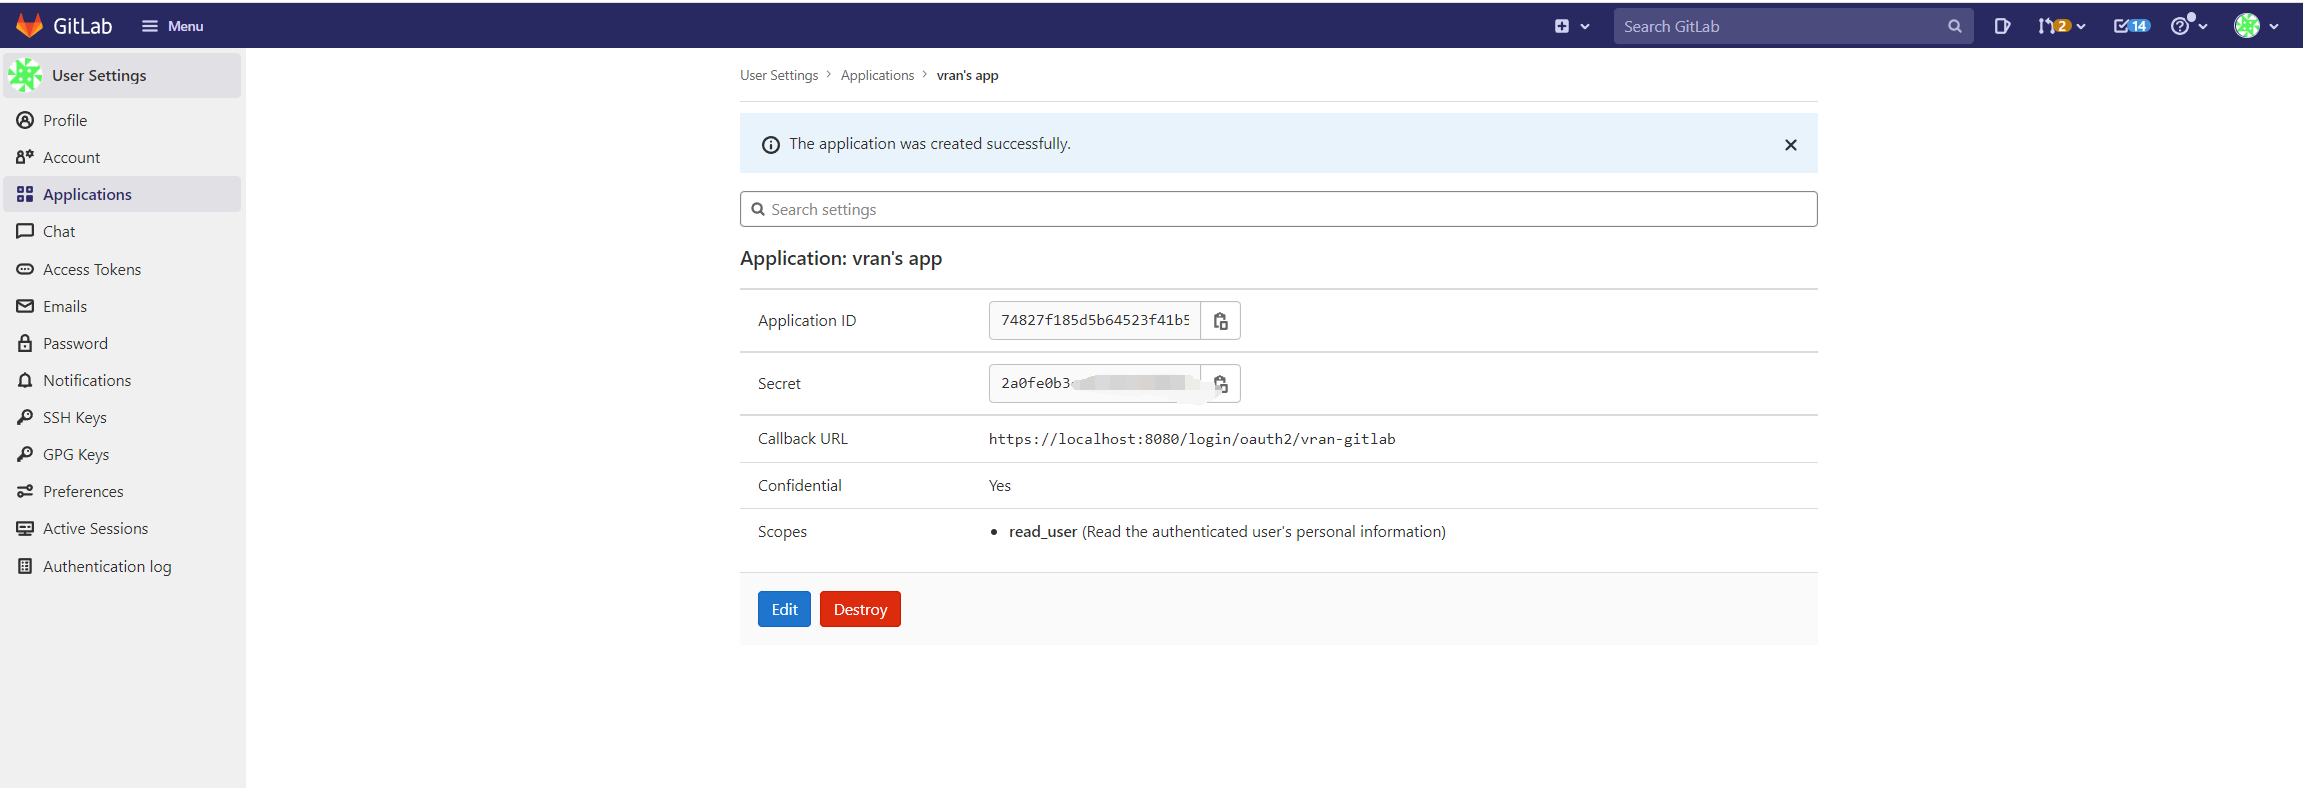 GitLab Menu Search GitLab 2 14
User Settings
Profile
Account
Applications
Chat
Access Tokens
Emails
Password
Notifications
SSH Keys
GPG Keys
Preferences
Active Sessions
Authentication log
User Settings > Applications > vran's app
The application was created successfully.
Search settings
Application: vran's app
Application ID 74827f185d5b64523f41b5
Secret 2a0fe0b3
Callback URL https://localhost:8080/login/oauth2/vran-gitlab
Confidential Yes
Scopes • read_user (Read the authenticated user's personal information)
Edit Destroy